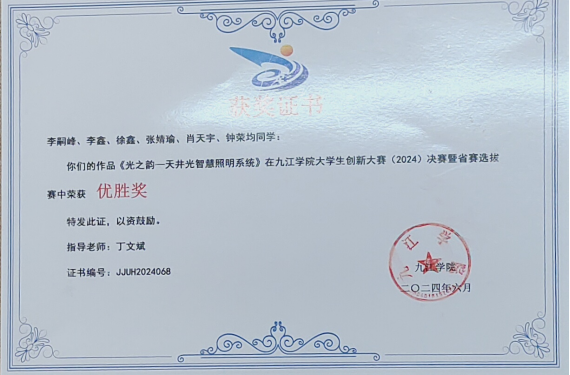 获奖证书
李嗣峰、李鑫、徐鑫、张婧瑜、肖天宇、钟荣均同学：
你们的作品《光之韵—天井光智慧照明系统》在九江学院大学生创新大赛（2024）决赛暨省赛选拔
赛中荣获 优胜奖
特发此证，以资鼓励。
指导老师：丁文斌
证书编号：JJUH2024068
九江学院
九江学院
二〇二四年六月